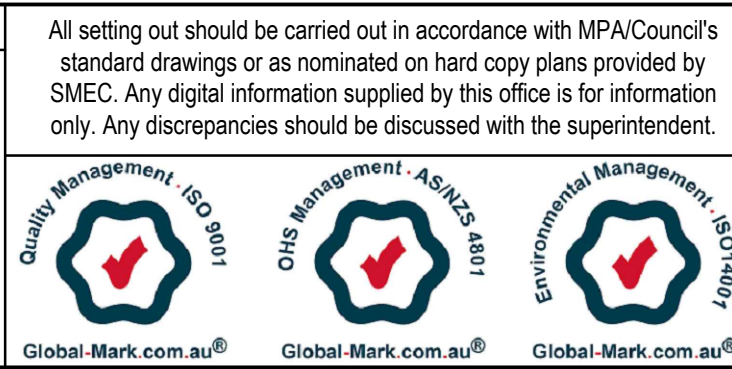 All setting out should be carried out in accordance with MPA/Council's
standard drawings or as nominated on hard copy plans provided by
SMEC. Any digital information supplied by this office is for information
only. Any discrepancies should be discussed with the superintendent.
Quality Management · ISO 9001
Global-Mark.com.au®
OHS Management · AS/NZS 4801
Global-Mark.com.au®
Environmental Management · ISO14001
Global-Mark.com.au®